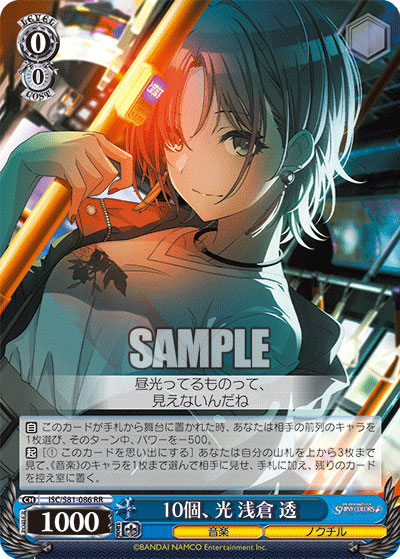 LEVEL
0
0
COST
SAMPLE
昼光ってるものって、
見えないんだね
自 このカードが手札から舞台に置かれた時、あなたは相手の前列のキャラを
1枚選び、そのターン中、パワーを-500。
起 [① このカードを思い出にする] あなたは自分の山札を上から3枚まで
見て、《音楽》のキャラを1枚まで選んで相手に見せ、手札に加え、残りのカード
を控え室に置く。
CH ISC/S81-086 RR
1000
10個、光 浅倉 透
SHINY COLORS
音楽 ノクチル
©BANDAI NAMCO Entertainment Inc.